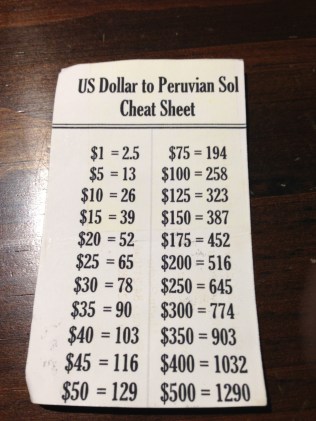 US Dollar to Peruvian Sol
Cheat Sheet
$1 = 2.5
$5 = 13
$10 = 26
$15 = 39
$20 = 52
$25 = 65
$30 = 78
$35 = 90
$40 = 103
$45 = 116
$50 = 129
$75 = 194
$100 = 258
$125 = 323
$150 = 387
$175 = 452
$200 = 516
$250 = 645
$300 = 774
$350 = 903
$400 = 1032
$500 = 1290